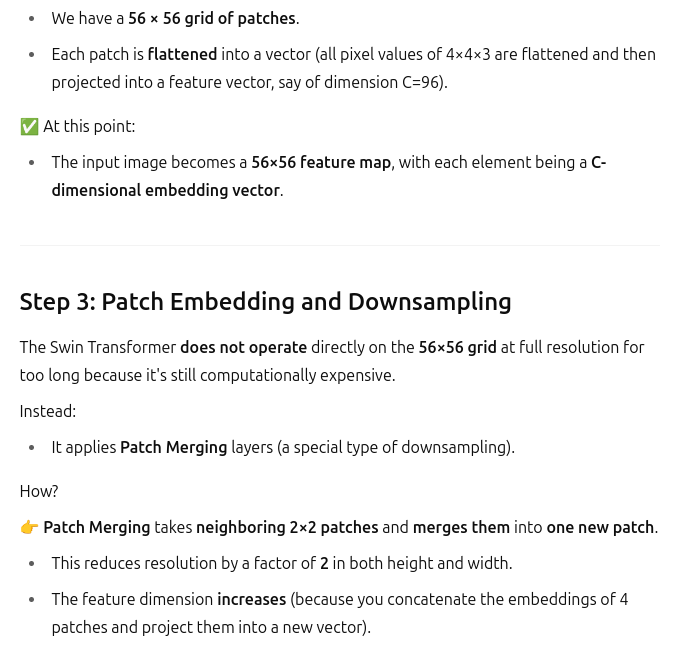 • We have a 56 × 56 grid of patches.
• Each patch is flattened into a vector (all pixel values of 4×4×3 are flattened and then
projected into a feature vector, say of dimension C=96).
✅ At this point:
• The input image becomes a 56×56 feature map, with each element being a C-
dimensional embedding vector.
Step 3: Patch Embedding and Downsampling
The Swin Transformer does not operate directly on the 56×56 grid at full resolution for
too long because it's still computationally expensive.
Instead:
• It applies Patch Merging layers (a special type of downsampling).
How?
👉 Patch Merging takes neighboring 2×2 patches and merges them into one new patch.
• This reduces resolution by a factor of 2 in both height and width.
• The feature dimension increases (because you concatenate the embeddings of 4
patches and project them into a new vector).